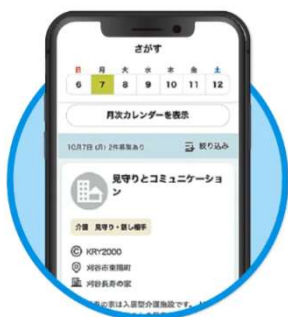 さがす
日 月 火 水 木 金 土
6 7 8 9 10 11 12
月次カレンダーを表示
10月7日(月) 2件募集あり
絞り込み
見守りとコミュニケーショ
ン
介護 見守り・話し相手
KRY2000
刈谷市東陽町
刈谷長寿の家
寿の家は入居型介護施設です。